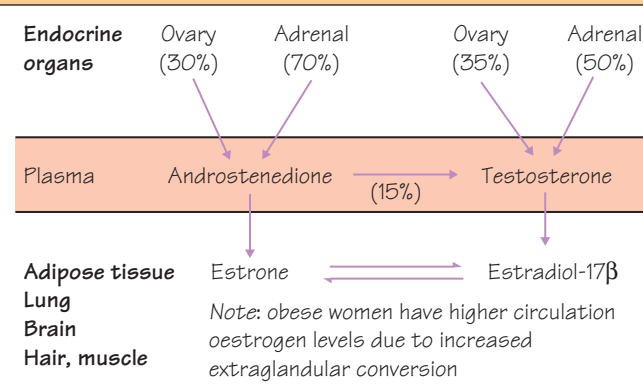 Endocrine organs
Ovary (30%)
Adrenal (70%)
Ovary (35%)
Adrenal (50%)
Plasma
Androstenedione
(15%)
Testosterone
Adipose tissue
Lung
Brain
Hair, muscle
Estrone
Estradiol-17β
Note: obese women have higher circulation
oestrogen levels due to increased
extraglandular conversion